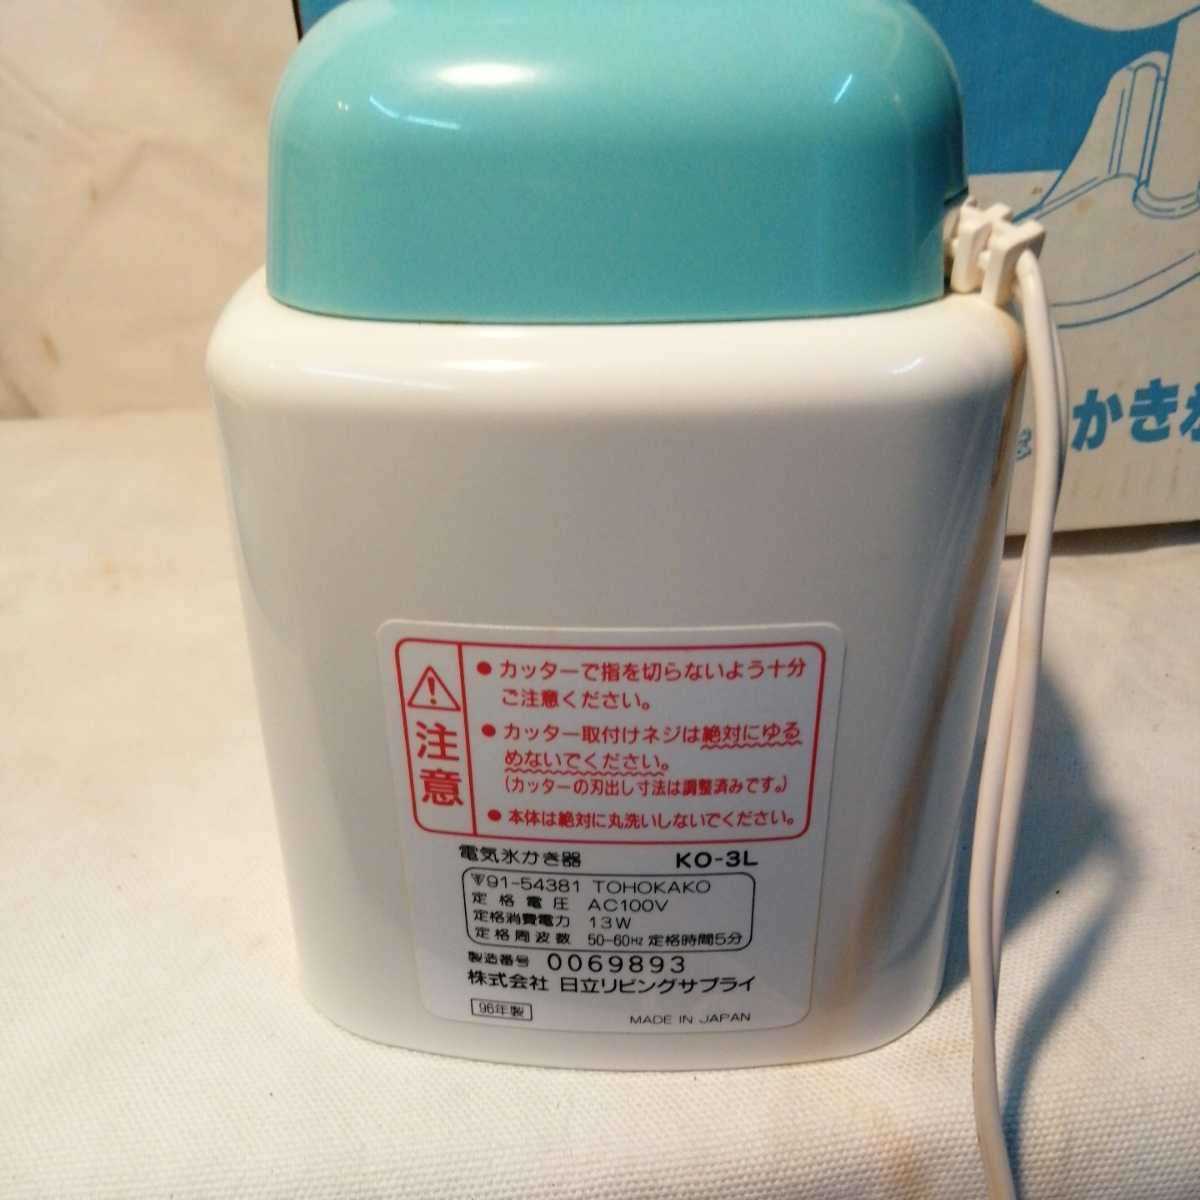 かき
注意
●カッターで指を切らないよう十分
ご注意ください。
●カッター取付けネジは絶対にゆる
めないでください。
(カッターの刃出し寸法は調整済みです。)
●本体は絶対に丸洗いしないでください。
電気氷かき器 KO-3L
91-54381 TOHOKAKO
定格電圧 AC100V
定格消費電力 13W
定格周波数 50-60Hz 定格時間5分
製造番号 0069893
株式会社 日立リビングサプライ
96年製 MADE IN JAPAN